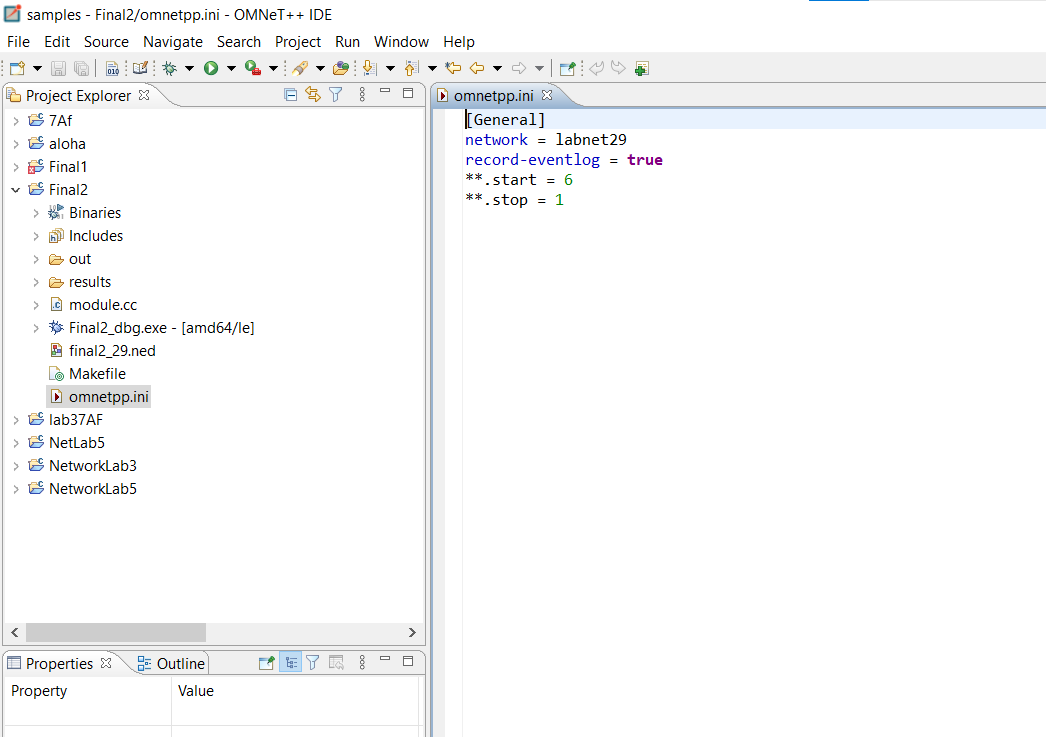 samples - Final2/omnetpp.ini - OMNeT++ IDE
File Edit Source Navigate Search Project Run Window Help
010
Project Explorer
7Af
aloha
Final1
Final2
Binaries
Includes
out
results
module.cc
Final2_dbg.exe - [amd64/le]
final2_29.ned
Makefile
omnetpp.ini
lab37AF
NetLab5
NetworkLab3
NetworkLab5
Properties Outline
Property Value
omnetpp.ini
[General]
network = labnet29
record-eventlog = true
**.start = 6
**.stop = 1